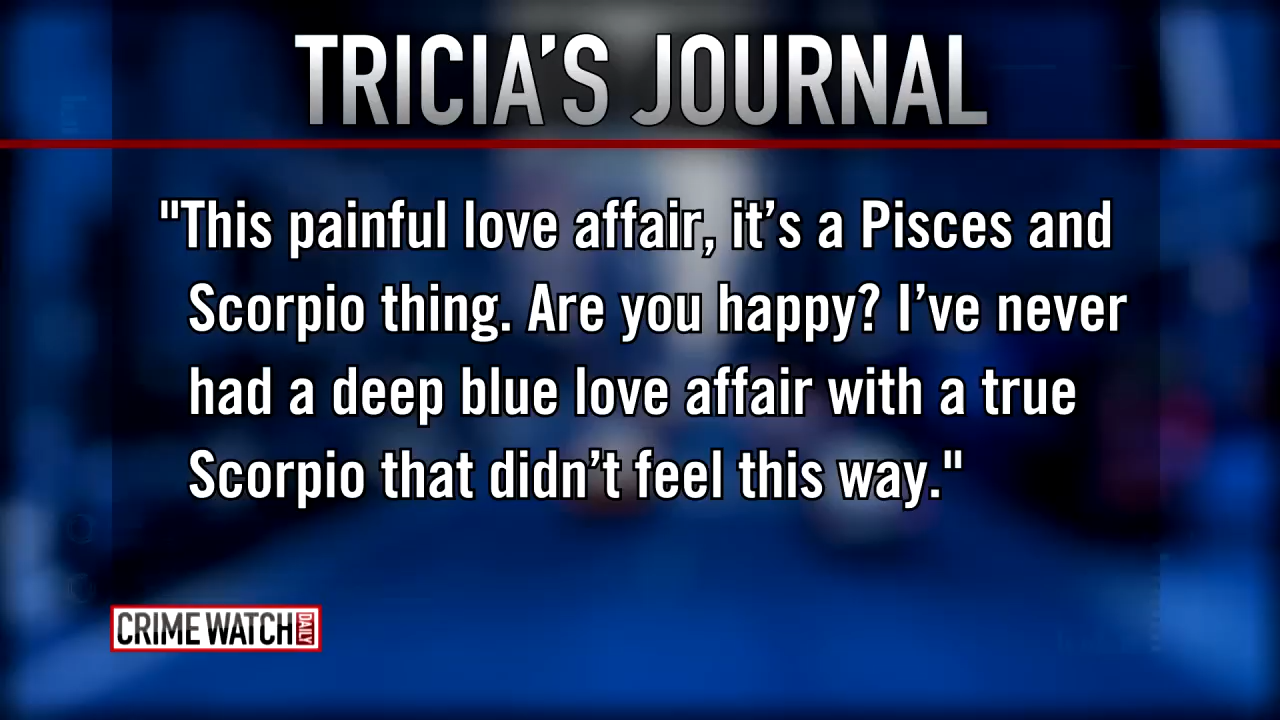 TRICIA'S JOURNAL
"This painful love affair, it's a Pisces and
Scorpio thing. Are you happy? I've never
had a deep blue love affair with a true
Scorpio that didn't feel this way."
CRIME WATCH DAILY